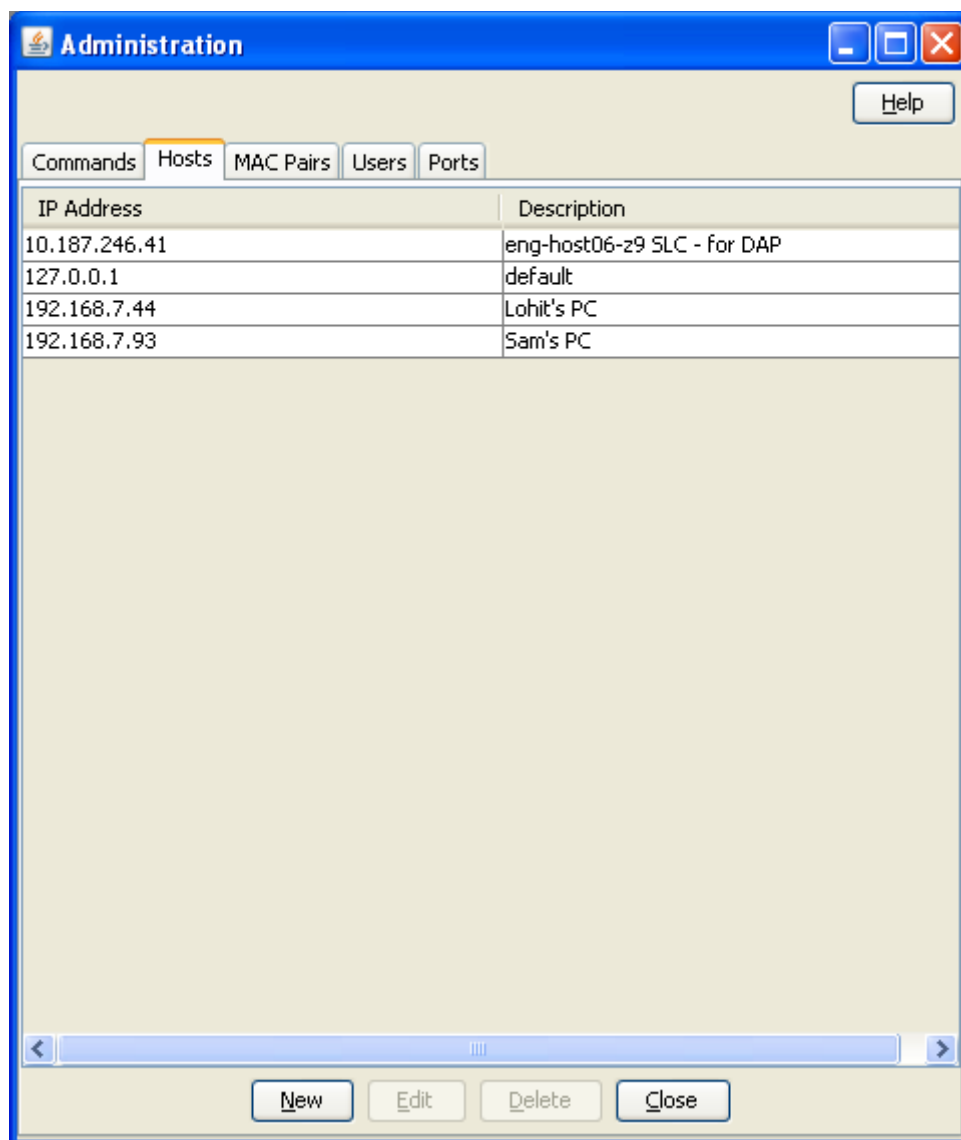 Administration
Help
Commands Hosts MAC Pairs Users Ports
IP Address Description
10.187.246.41 eng-host06-z9 SLC - for DAP
127.0.0.1 default
192.168.7.44 Lohit's PC
192.168.7.93 Sam's PC
New Edit Delete Close